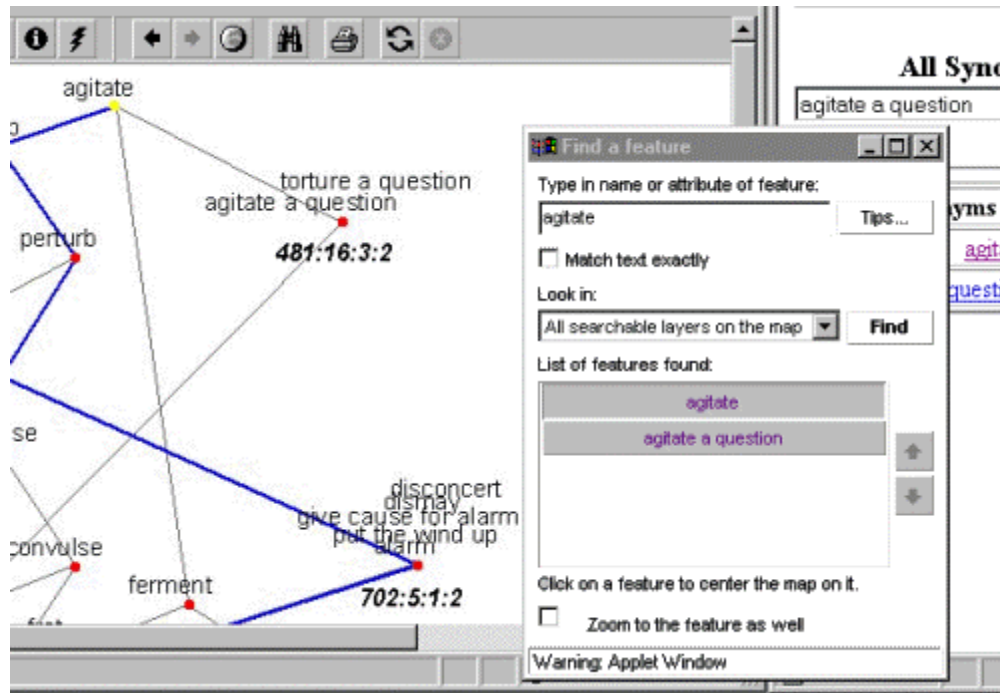 agitate
torture a question
agitate a question
perturb
481:16:3:2
se
disconcert
dismay
give cause for alarm
put the wind up
alarm
convulse
ferment
702:5:1:2
Find a feature
Type in name or attribute of feature:
agitate
Tips...
Match text exactly
Look in:
All searchable layers on the map
Find
List of features found:
agitate
agitate a question
Click on a feature to center the map on it.
Zoom to the feature as well
Warning: Applet Window
All Syno
agitate a question
yms
agit
quest